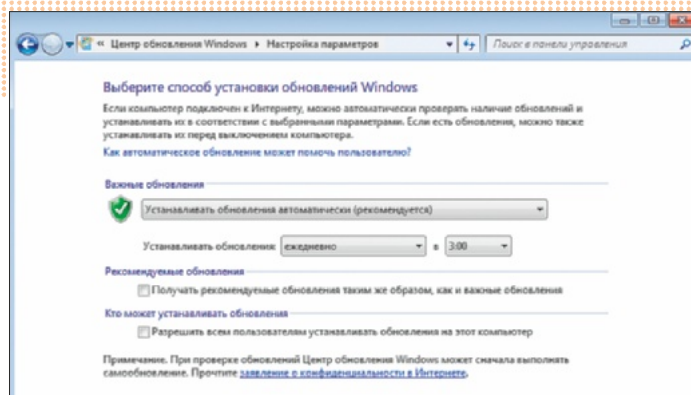 « Центр обновления Windows ▸ Настройка параметров
Поиск в панели управления
Выберите способ установки обновлений Windows
Если компьютер подключен к Интернету, можно автоматически проверять наличие обновлений и
устанавливать их в соответствии с выбранными параметрами. Если есть обновления, можно также
устанавливать их перед выключением компьютера.
Как автоматическое обновление может помочь пользователю?
Важные обновления
Устанавливать обновления автоматически (рекомендуется)
Устанавливать обновления: ежедневно в 3:00
Рекомендуемые обновления
Получать рекомендуемые обновления таким же образом, как и важные обновления
Кто может устанавливать обновления
Разрешить всем пользователям устанавливать обновления на этот компьютер
Примечание. При проверке обновлений Центр обновления Windows может сначала выполнять
самообновление. Прочтите заявление о конфиденциальности в Интернете.